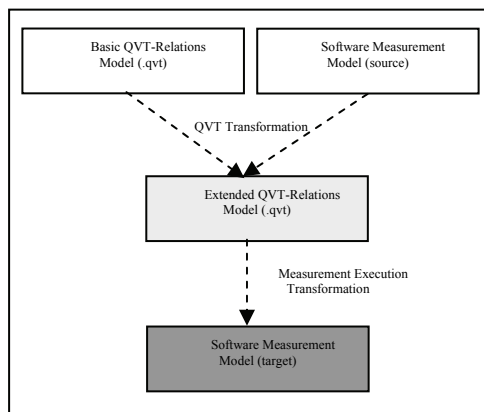 Basic QVT-Relations
Model (.qvt)
Software Measurement
Model (source)
QVT Transformation
Extended QVT-Relations
Model (.qvt)
Measurement Execution
Transformation
Software Measurement
Model (target)